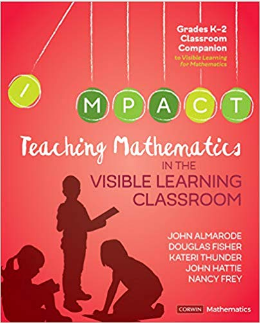 Grades K–2
Classroom
Companion
to Visible Learning
for Mathematics
I MPACT
Teaching Mathematics
IN THE
VISIBLE LEARNING
CLASSROOM
JOHN ALMARODE
DOUGLAS FISHER
KATERI THUNDER
JOHN HATTIE
NANCY FREY
CORWIN Mathematics